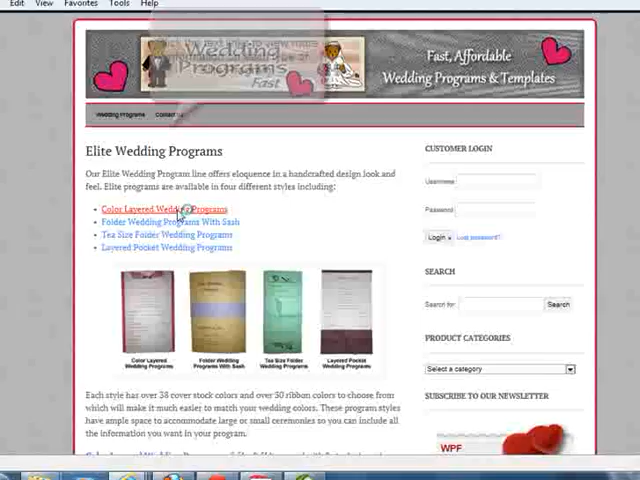 Edit View Favorites Tools Help
Wedding
Programs
Fast
Fast, Affordable
Wedding Programs & Templates
Wedding Programs Contact
Elite Wedding Programs
Our Elite Wedding Program line offers eloquence in a handcrafted design look and
feel. Elite programs are available in four different styles including:
Color Layered Wedding Programs
Folder Wedding Programs With Sash
Tea Size Folder Wedding Programs
Layered Pocket Wedding Programs
Color Layered
Wedding Programs
Folder Wedding
Programs With Sash
Tea Size Folder
Wedding Programs
Layered Pocket
Wedding Programs
Each style has over 38 cover stock colors and over 50 ribbon colors to choose from
which will make it much easier to match your wedding colors. These program styles
have ample space to accommodate large or small ceremonies so you can include all
the information you want in your program.
CUSTOMER LOGIN
Username:
Password:
Login » Lost password?
SEARCH
Search for: Search
PRODUCT CATEGORIES
Select a category
SUBSCRIBE TO OUR NEWSLETTER
WPF